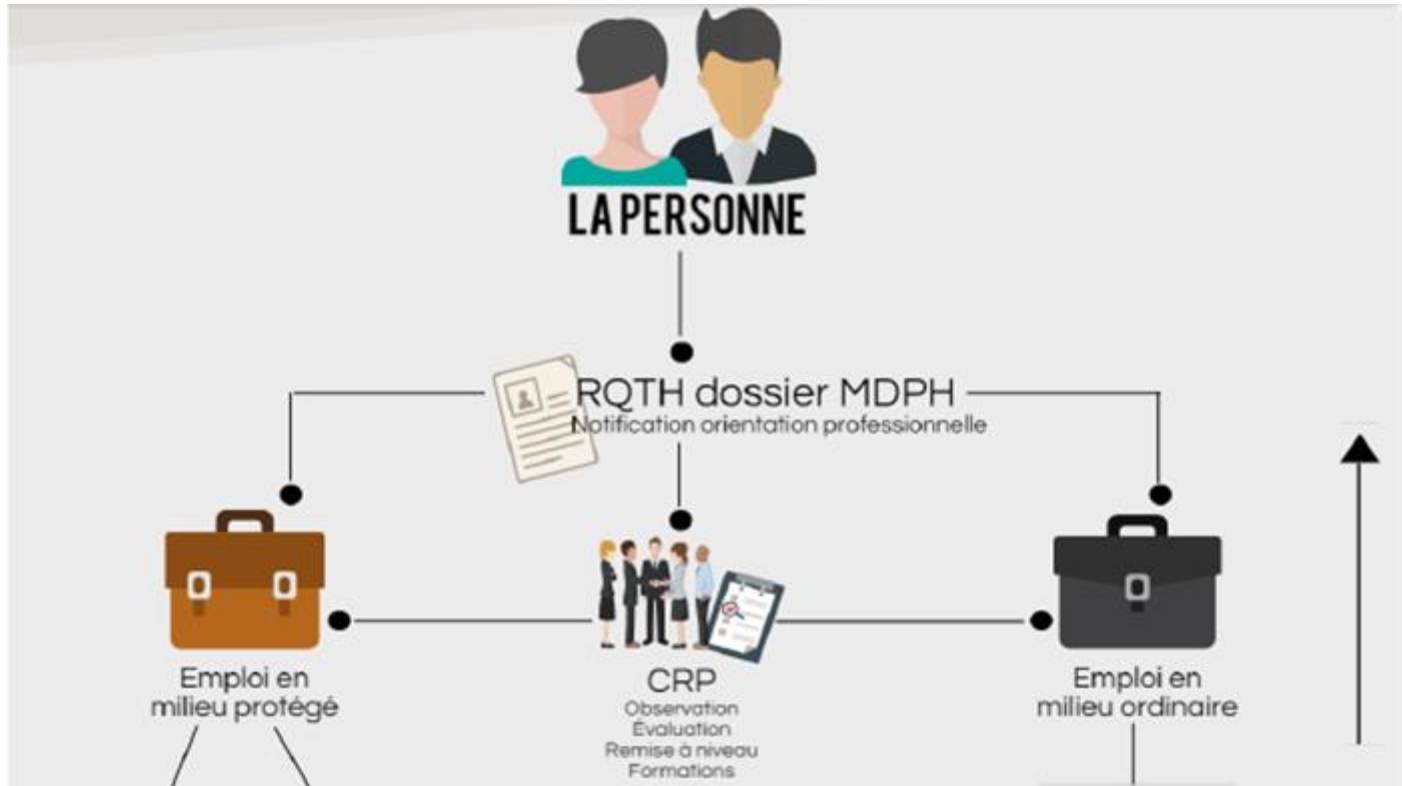 LA PERSONNE
RQTH dossier MDPH
Notification orientation professionnelle
Emploi en
milieu protégé
CRP
Observation
Évaluation
Remise à niveau
Formations
Emploi en
milieu ordinaire